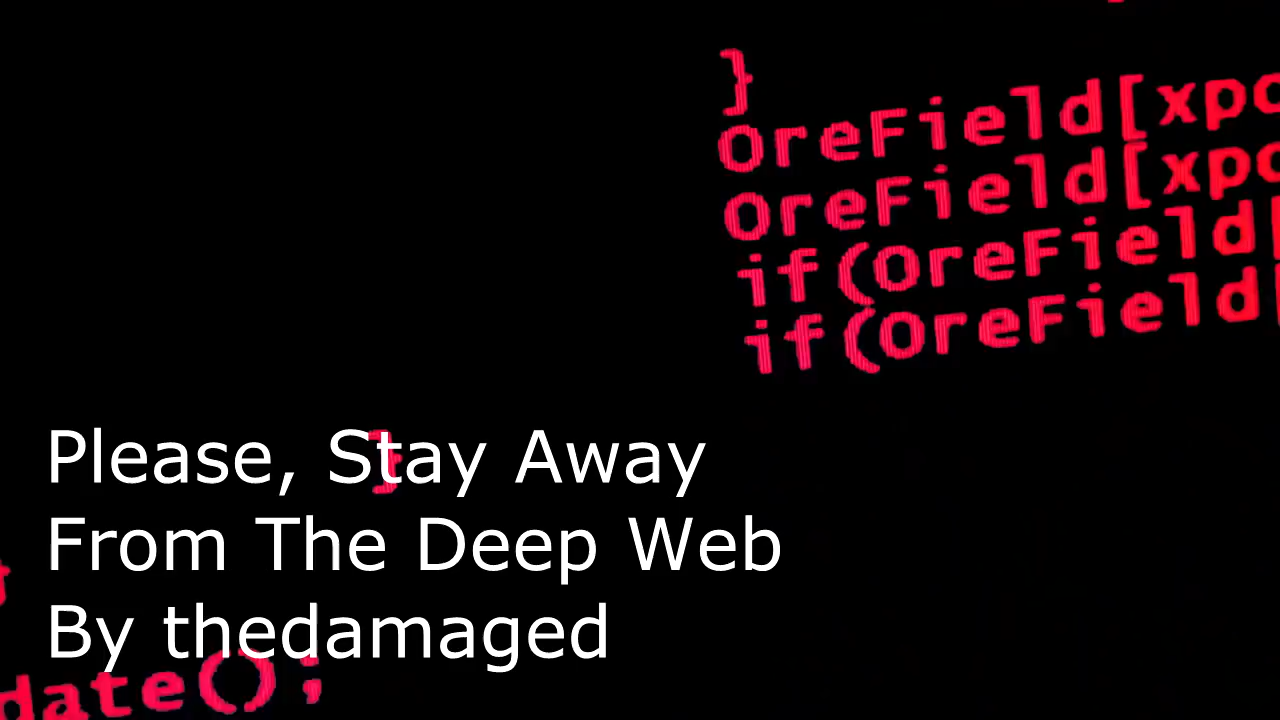 }
OreField[xpo
OreField[xpo
if(OreField[
if(OreField[
}
Please, Stay Away
From The Deep Web
By thedamaged
date();